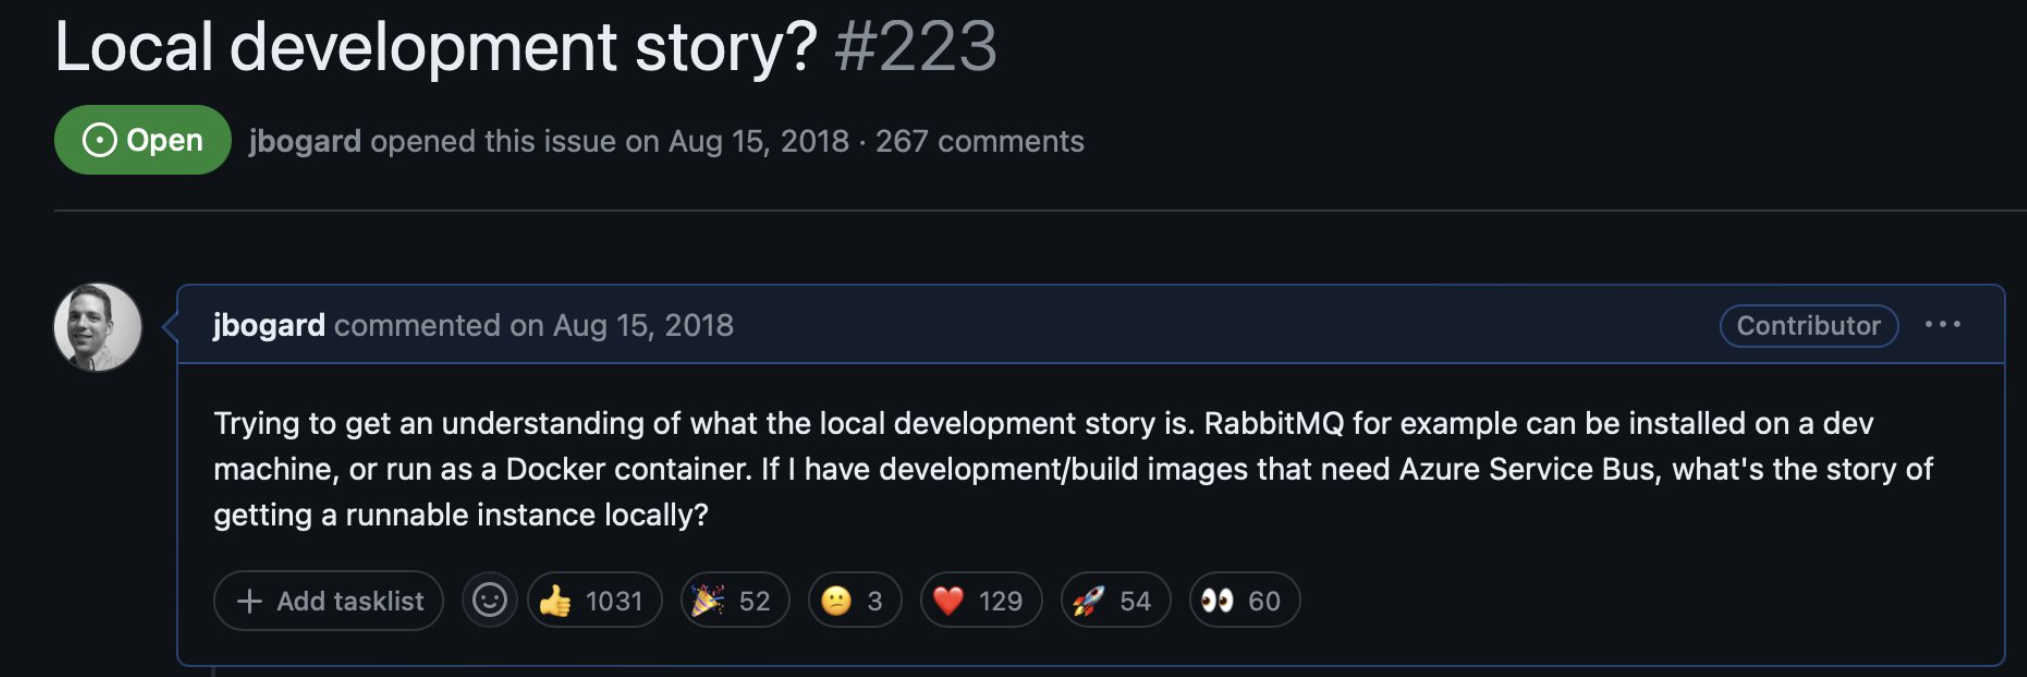 Local development story? #223
Open jbogard opened this issue on Aug 15, 2018 · 267 comments
jbogard commented on Aug 15, 2018 Contributor ···
Trying to get an understanding of what the local development story is. RabbitMQ for example can be installed on a dev
machine, or run as a Docker container. If I have development/build images that need Azure Service Bus, what's the story of
getting a runnable instance locally?
+ Add tasklist 👍 1031 🎉 52 😕 3 ❤️ 129 🚀 54 👀 60